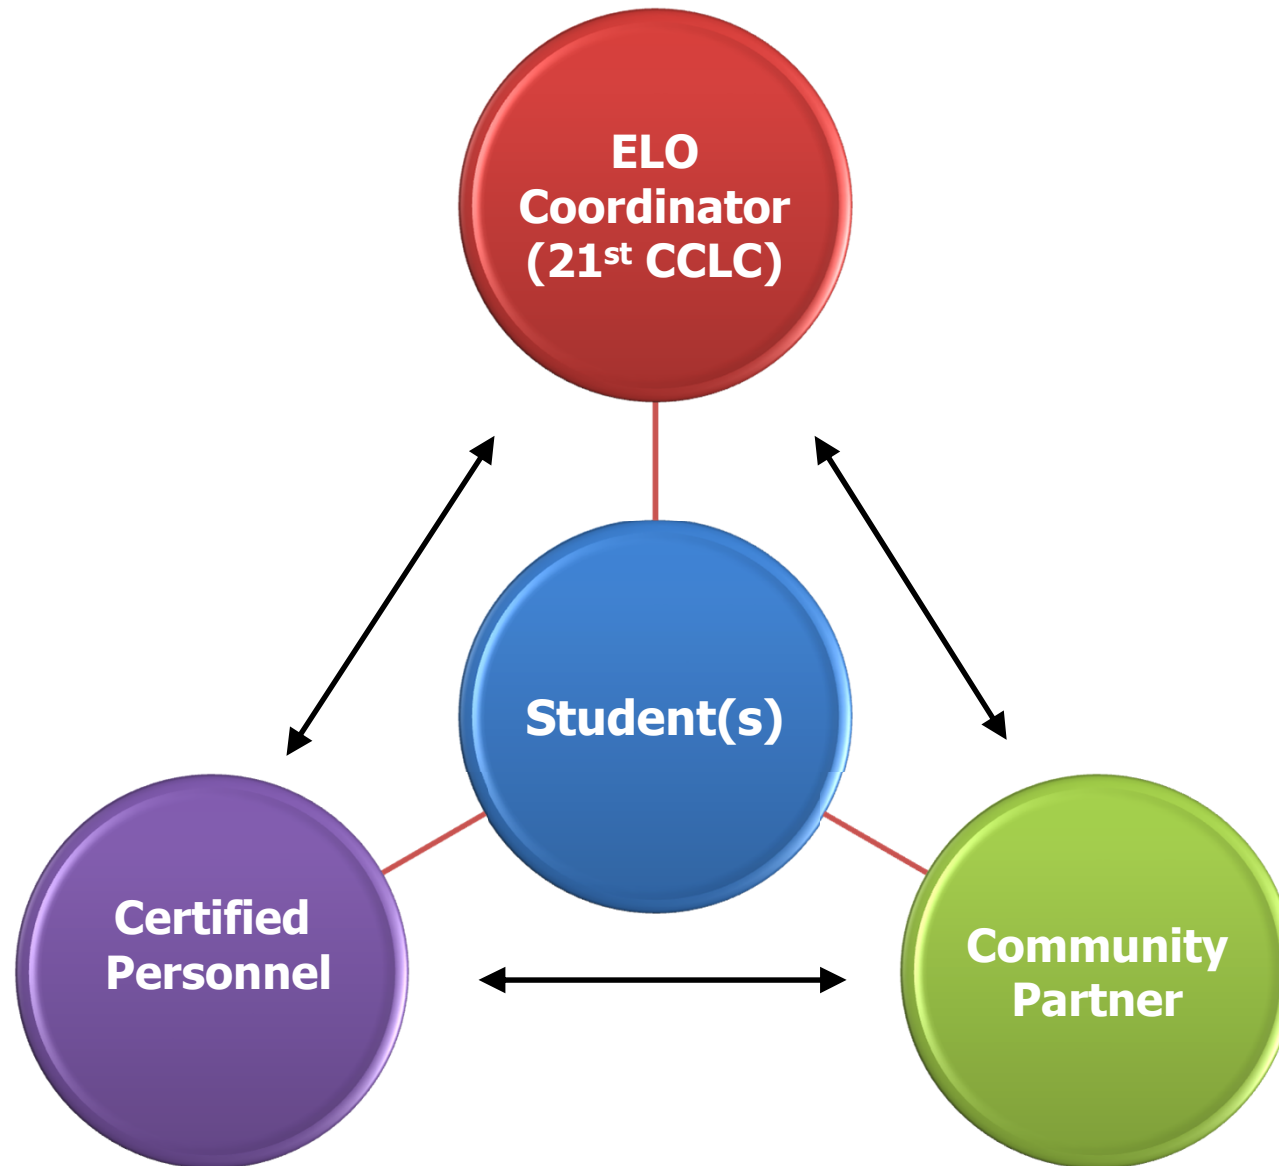 ELO
Coordinator
(21st CCLC)
Student(s)
Certified
Personnel
Community
Partner